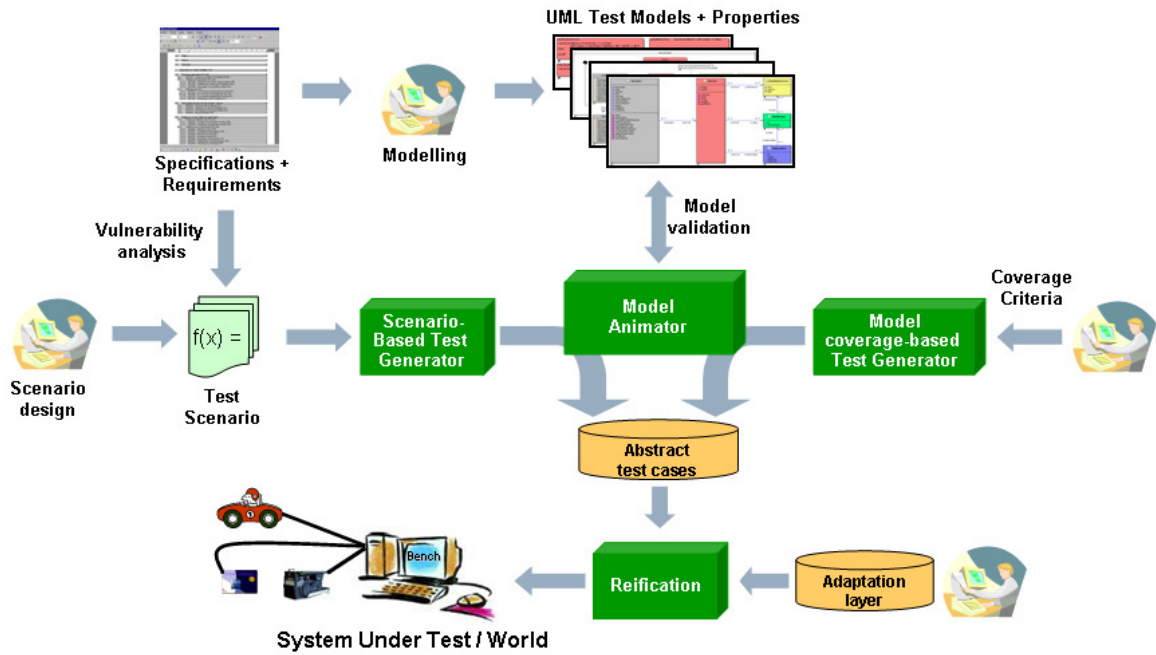 UML Test Models + Properties
Specifications +
Requirements
Modelling
Model
validation
Vulnerability
analysis
Coverage
Criteria
f(x) =
Scenario-
Based Test
Generator
Model
Animator
Model
coverage-based
Test Generator
Scenario
design
Test
Scenario
Abstract
test cases
Bench
Reification
Adaptation
layer
System Under Test / World